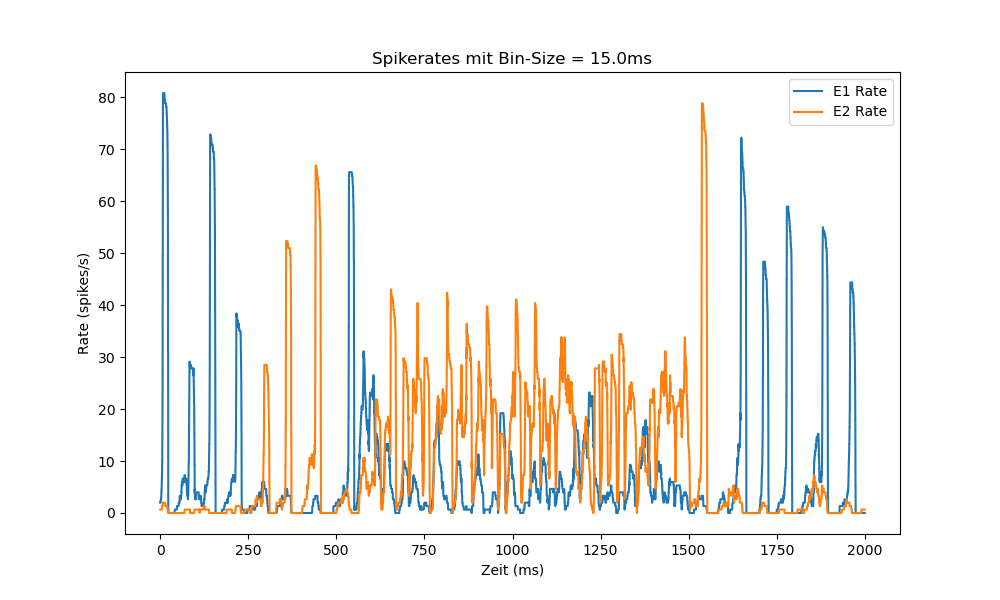 Spikerates mit Bin-Size = 15.0ms
E1 Rate
E2 Rate
80
70
60
50
40
30
20
10
0
Rate (spikes/s)
0 250 500 750 1000 1250 1500 1750 2000
Zeit (ms)